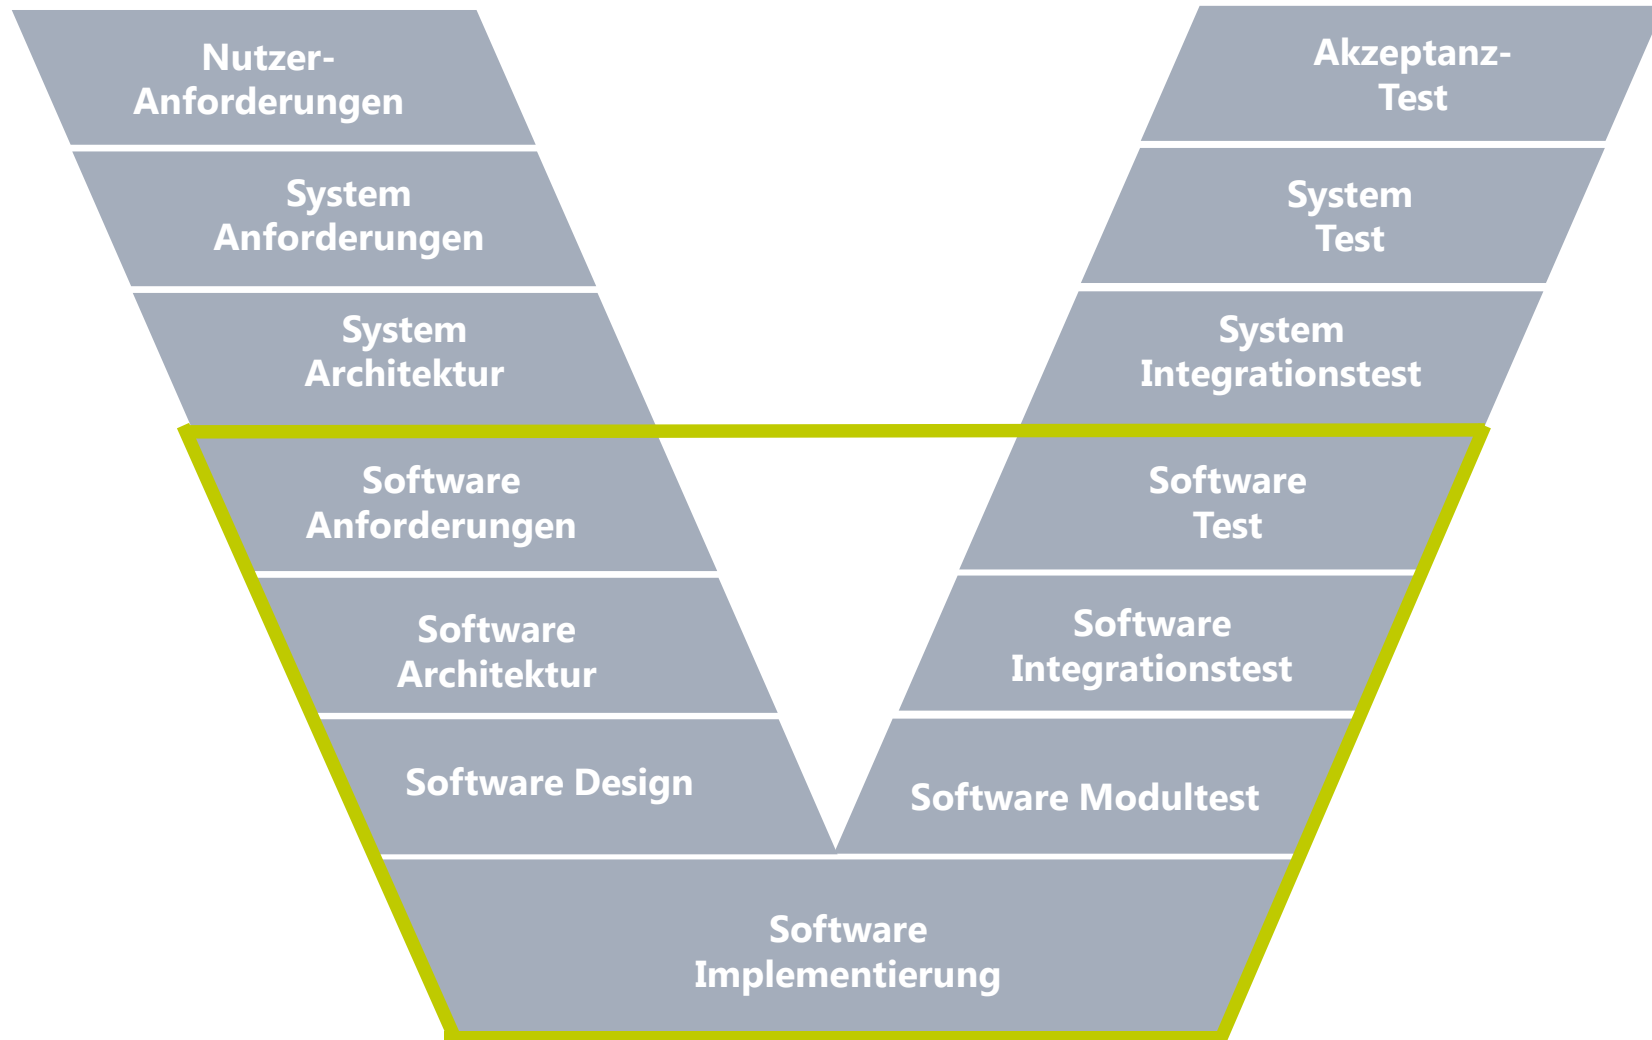 Nutzer-
Anforderungen
System
Anforderungen
System
Architektur
Software
Anforderungen
Software
Architektur
Software Design
Software
Implementierung
Software Modultest
Software
Integrationstest
Software
Test
System
Integrationstest
System
Test
Akzeptanz-
Test